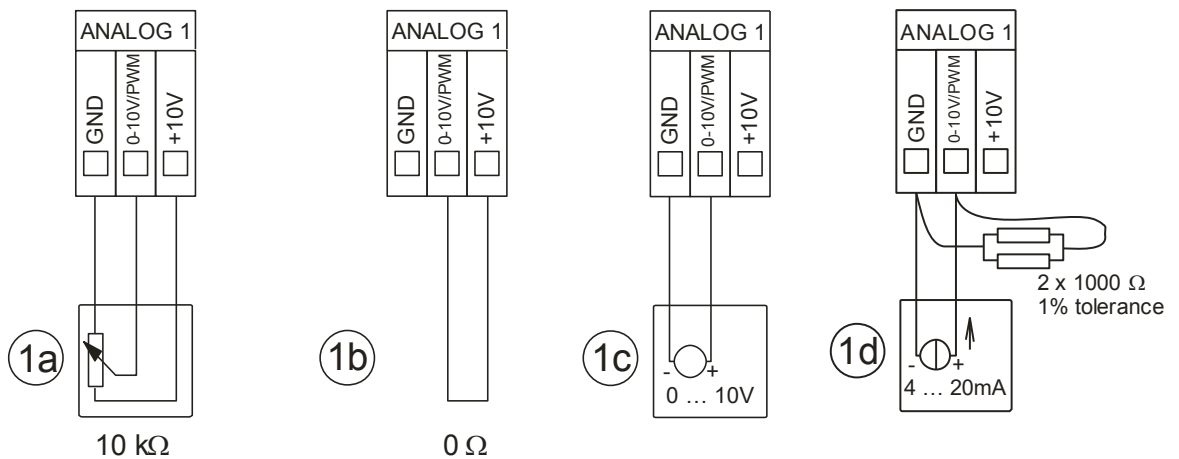 ANALOG 1
GND
0-10V/PWM
+10V
1a
10 kΩ
ANALOG 1
GND
0-10V/PWM
+10V
1b
0 Ω
ANALOG 1
GND
0-10V/PWM
+10V
1c
- +
0 ... 10V
ANALOG 1
GND
0-10V/PWM
+10V
2 x 1000 Ω
1% tolerance
1d
- +
4 ... 20mA